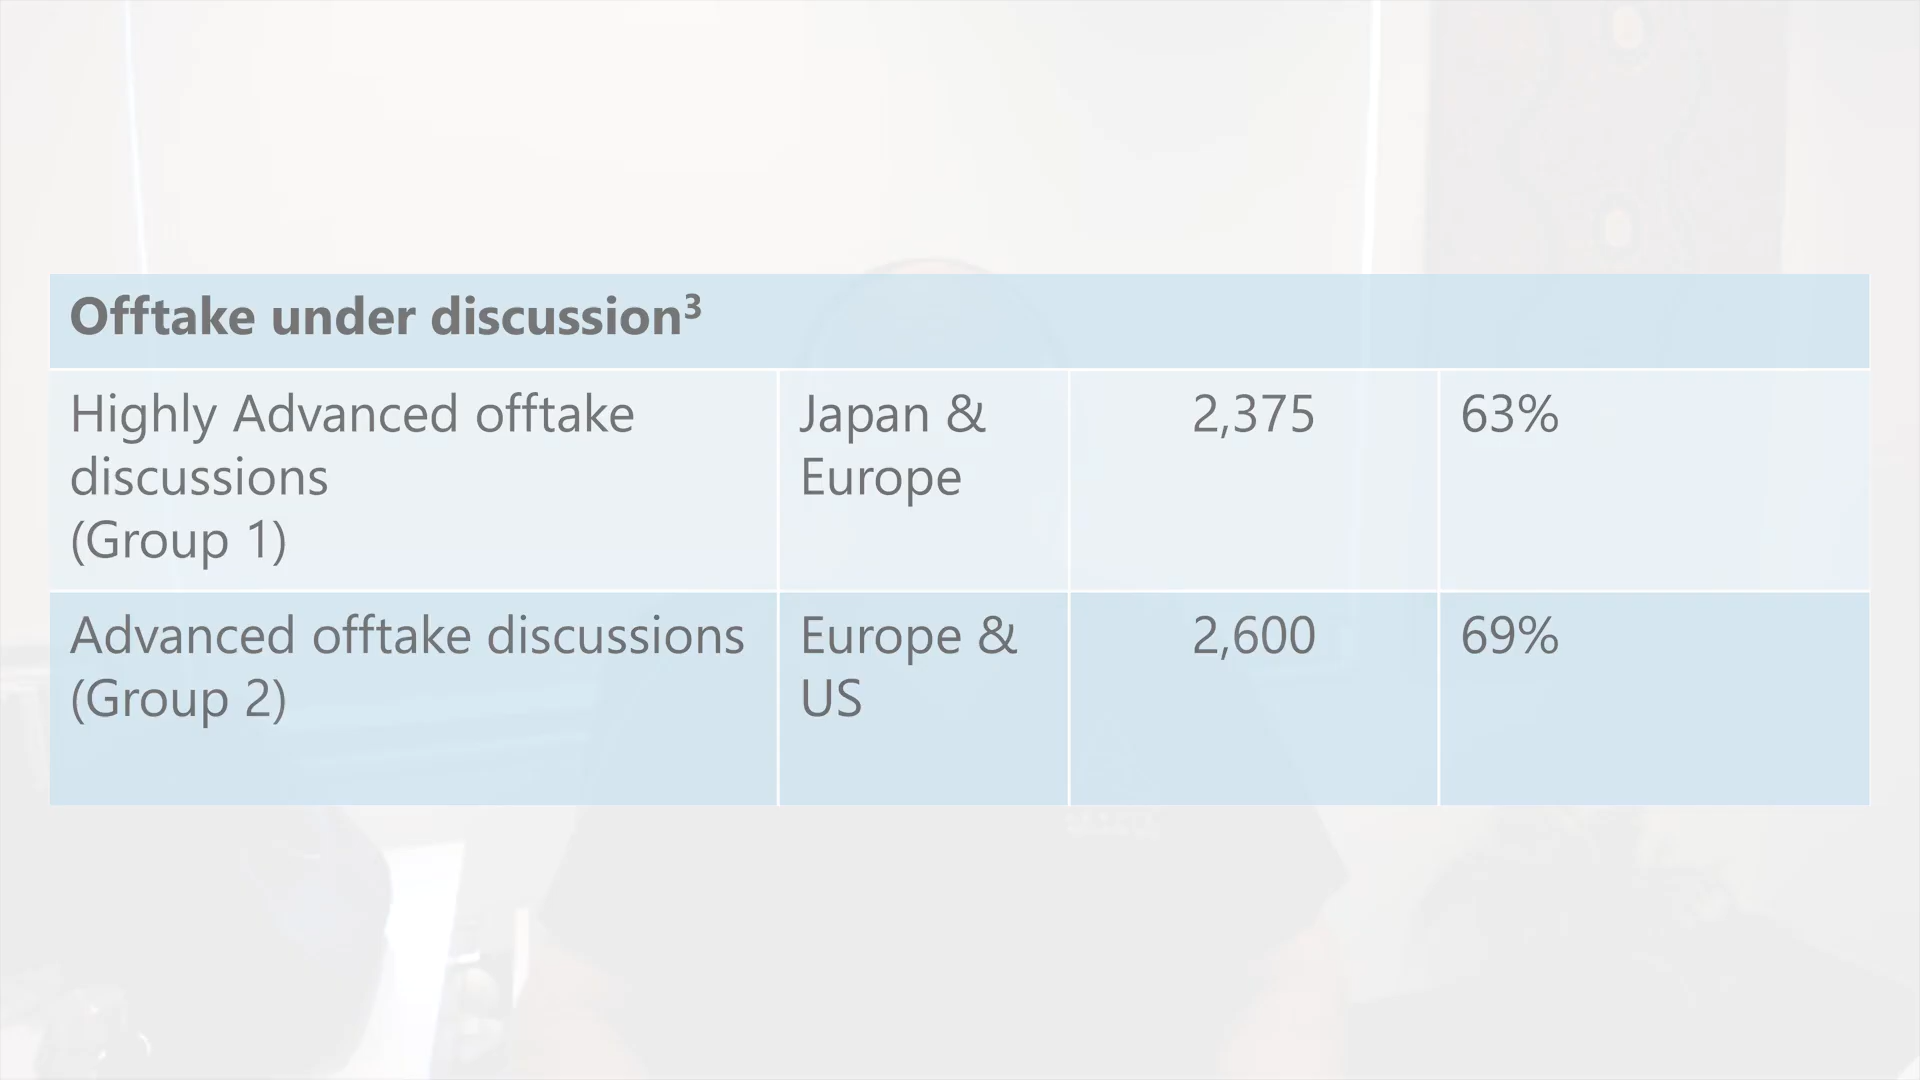 Offtake under discussion³
Highly Advanced offtake
discussions
(Group 1)
Japan &
Europe
2,375
63%
Advanced offtake discussions
(Group 2)
Europe &
US
2,600
69%